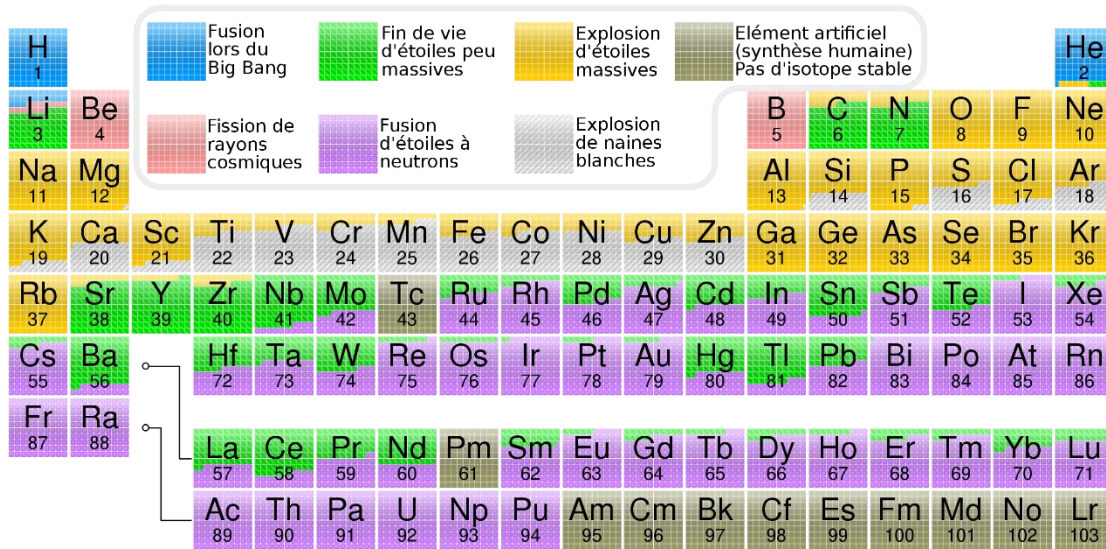 Fusion
lors du
Big Bang
Fin de vie
d'étoiles peu
massives
Explosion
d'étoiles
massives
Elément artificiel
(synthèse humaine)
Pas d'isotope stable
Fission de
rayons
cosmiques
Fusion
d'étoiles à
neutrons
Explosion
de naines
blanches
H He
1 2
Li Be B C N O F Ne
3 4 5 6 7 8 9 10
Na Mg Al Si P S Cl Ar
11 12 13 14 15 16 17 18
K Ca Sc Ti V Cr Mn Fe Co Ni Cu Zn Ga Ge As Se Br Kr
19 20 21 22 23 24 25 26 27 28 29 30 31 32 33 34 35 36
Rb Sr Y Zr Nb Mo Tc Ru Rh Pd Ag Cd In Sn Sb Te I Xe
37 38 39 40 41 42 43 44 45 46 47 48 49 50 51 52 53 54
Cs Ba Hf Ta W Re Os Ir Pt Au Hg Tl Pb Bi Po At Rn
55 56 72 73 74 75 76 77 78 79 80 81 82 83 84 85 86
Fr Ra
87 88
La Ce Pr Nd Pm Sm Eu Gd Tb Dy Ho Er Tm Yb Lu
57 58 59 60 61 62 63 64 65 66 67 68 69 70 71
Ac Th Pa U Np Pu Am Cm Bk Cf Es Fm Md No Lr
89 90 91 92 93 94 95 96 97 98 99 100 101 102 103